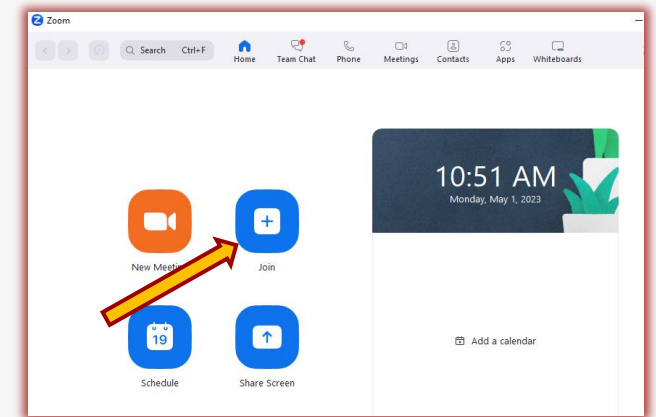 Zoom
Search Ctrl+F
Home
Team Chat
Phone
Meetings
Contacts
Apps
Whiteboards
10:51 AM
Monday, May 1, 2023
New Meetin
Join
19
Schedule
Share Screen
Add a calendar